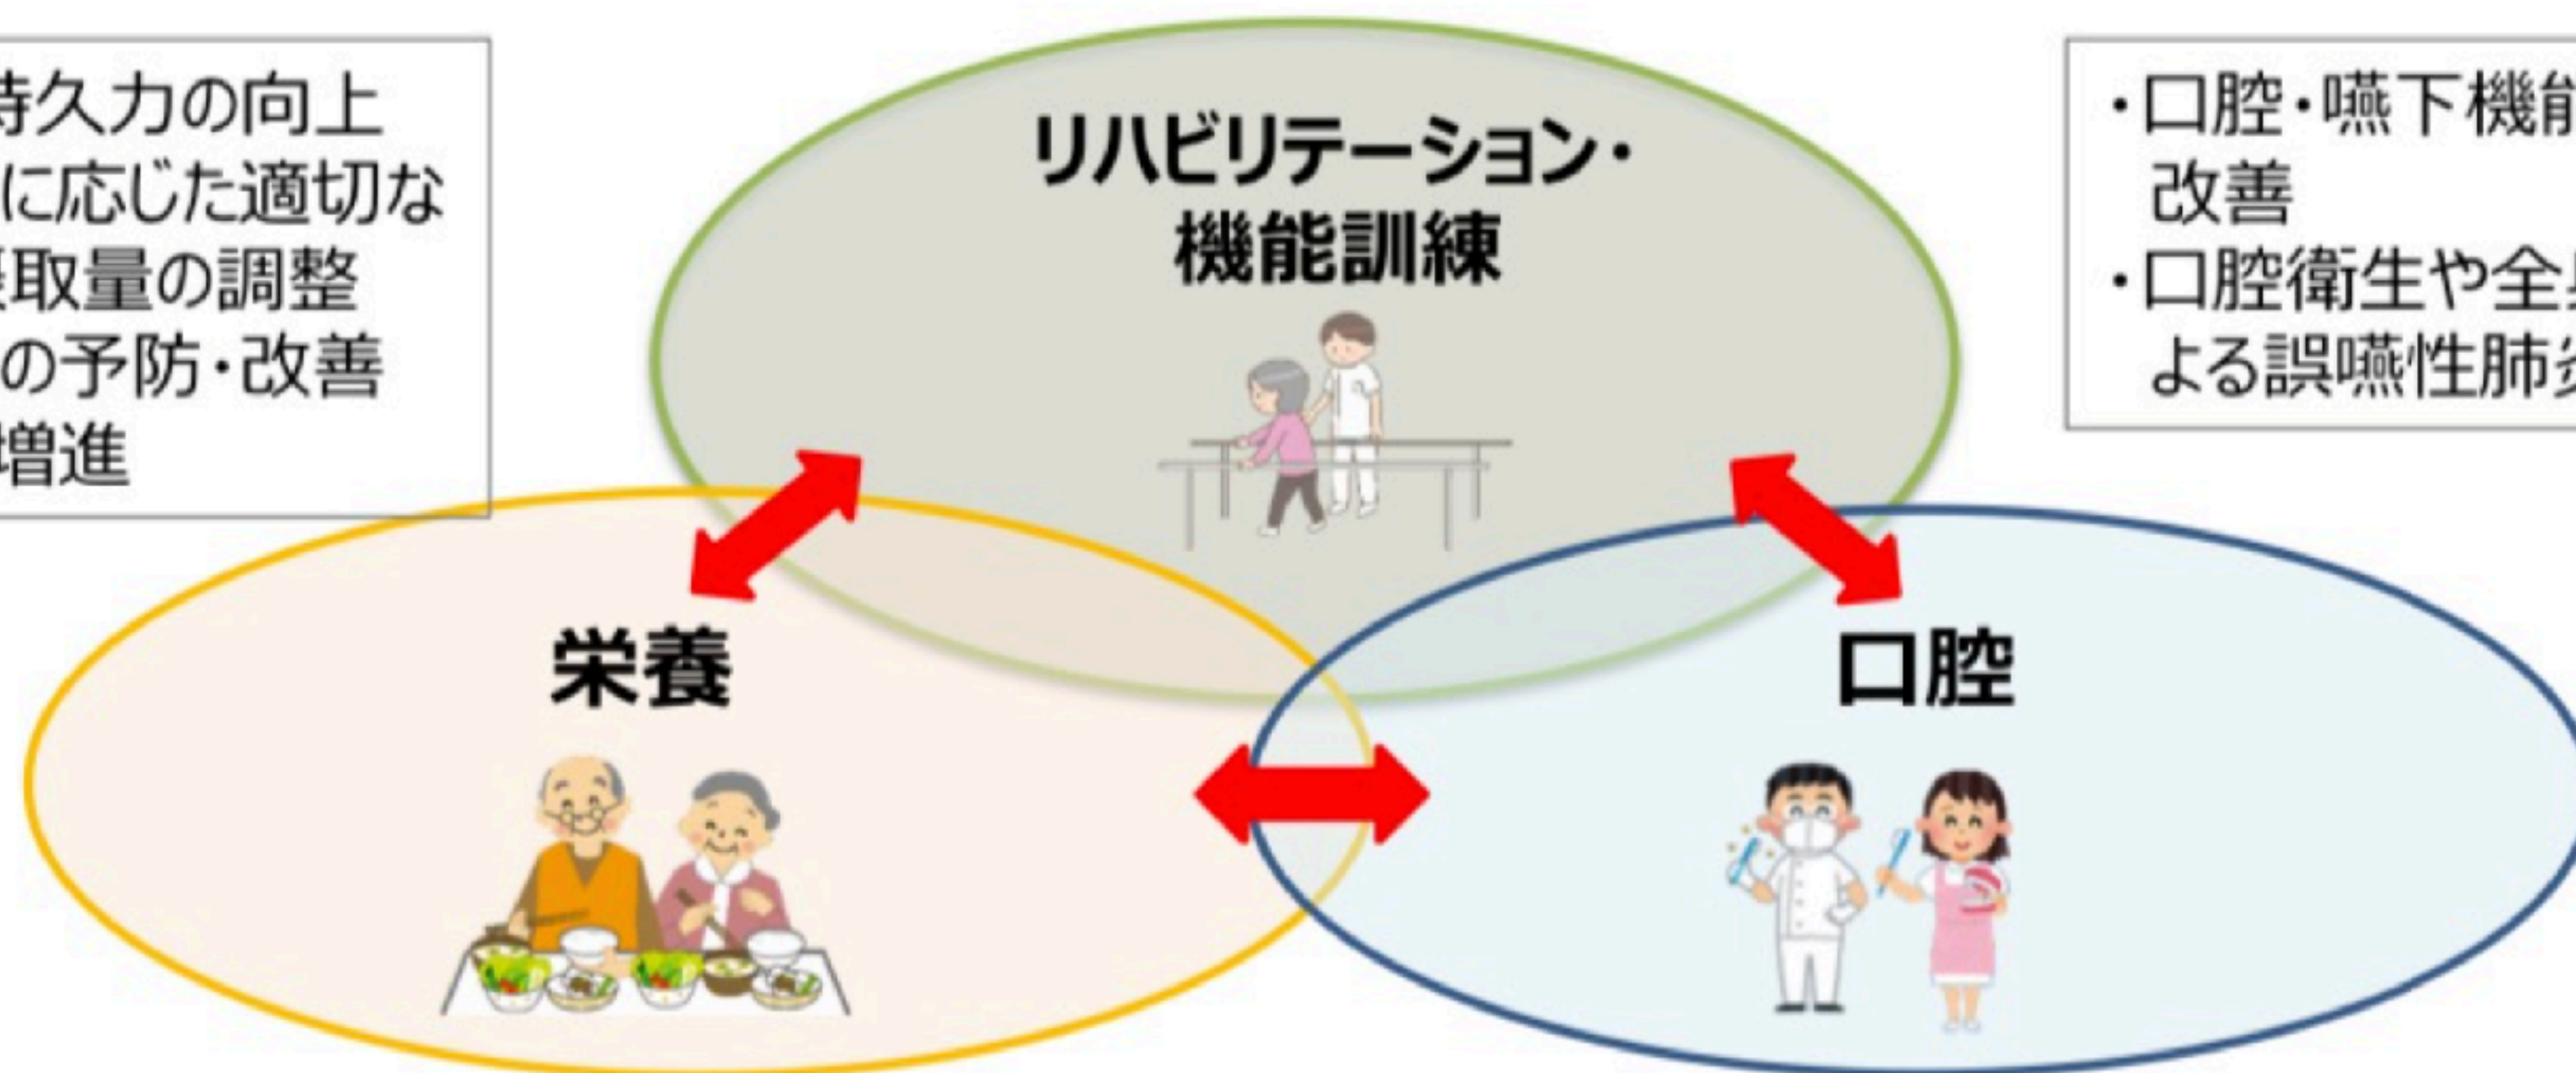 持久力の向上
に応じた適切な
摂取量の調整
の予防・改善
増進
リハビリテーション・
機能訓練
・口腔・嚥下機能
改善
・口腔衛生や全身
よる誤嚥性肺炎
栄養
口腔